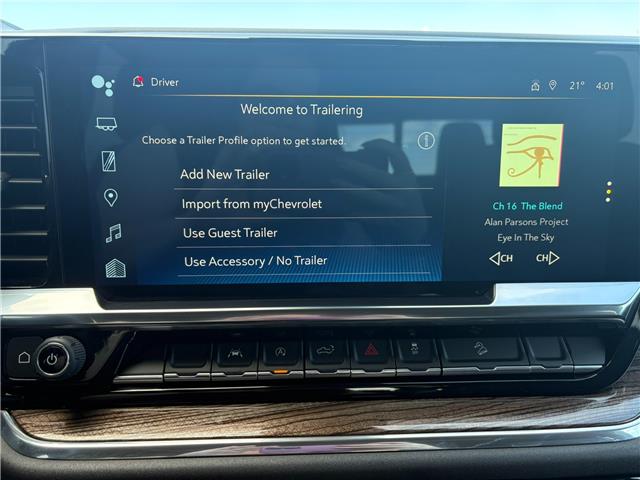 Driver
21° 4:01
Welcome to Trailering
Choose a Trailer Profile option to get started.
Add New Trailer
Import from myChevrolet
Use Guest Trailer
Use Accessory / No Trailer
Ch 16 The Blend
Alan Parsons Project
Eye In The Sky
CH CH